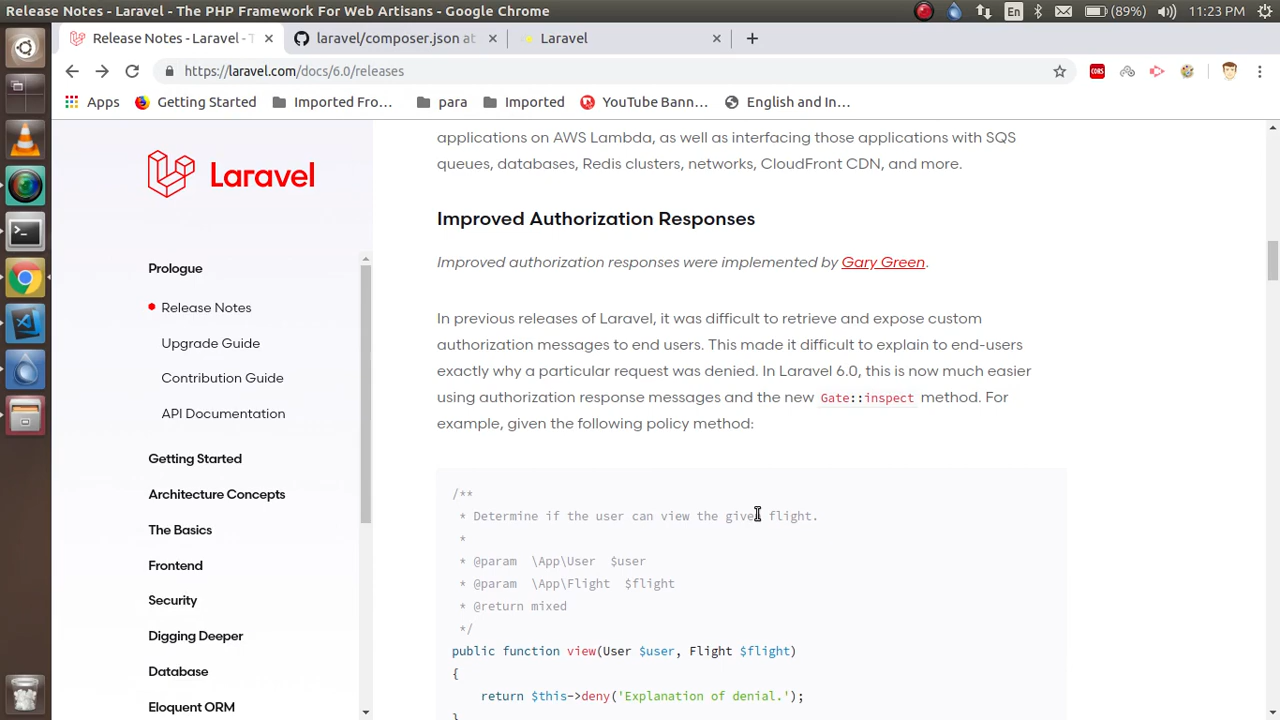 Release Notes - Laravel - The PHP Framework For Web Artisans - Google Chrome
En
(89%)
11:23 PM
Release Notes - Laravel - T
laravel/composer.json at
Laravel
https://laravel.com/docs/6.0/releases
CORS
Apps
Getting Started
Imported Fro...
para
Imported
YouTube Bann...
English and In...
Laravel
Prologue
Release Notes
Upgrade Guide
Contribution Guide
API Documentation
Getting Started
Architecture Concepts
The Basics
Frontend
Security
Digging Deeper
Database
Eloquent ORM
applications on AWS Lambda, as well as interfacing those applications with SQS
queues, databases, Redis clusters, networks, CloudFront CDN, and more.
Improved Authorization Responses
Improved authorization responses were implemented by Gary Green.
In previous releases of Laravel, it was difficult to retrieve and expose custom
authorization messages to end users. This made it difficult to explain to end-users
exactly why a particular request was denied. In Laravel 6.0, this is now much easier
using authorization response messages and the new Gate::inspect method. For
example, given the following policy method:
/**
* Determine if the user can view the given flight.
*
* @param \App\User $user
* @param \App\Flight $flight
* @return mixed
*/
public function view(User $user, Flight $flight)
{
return $this->deny('Explanation of denial.');
}